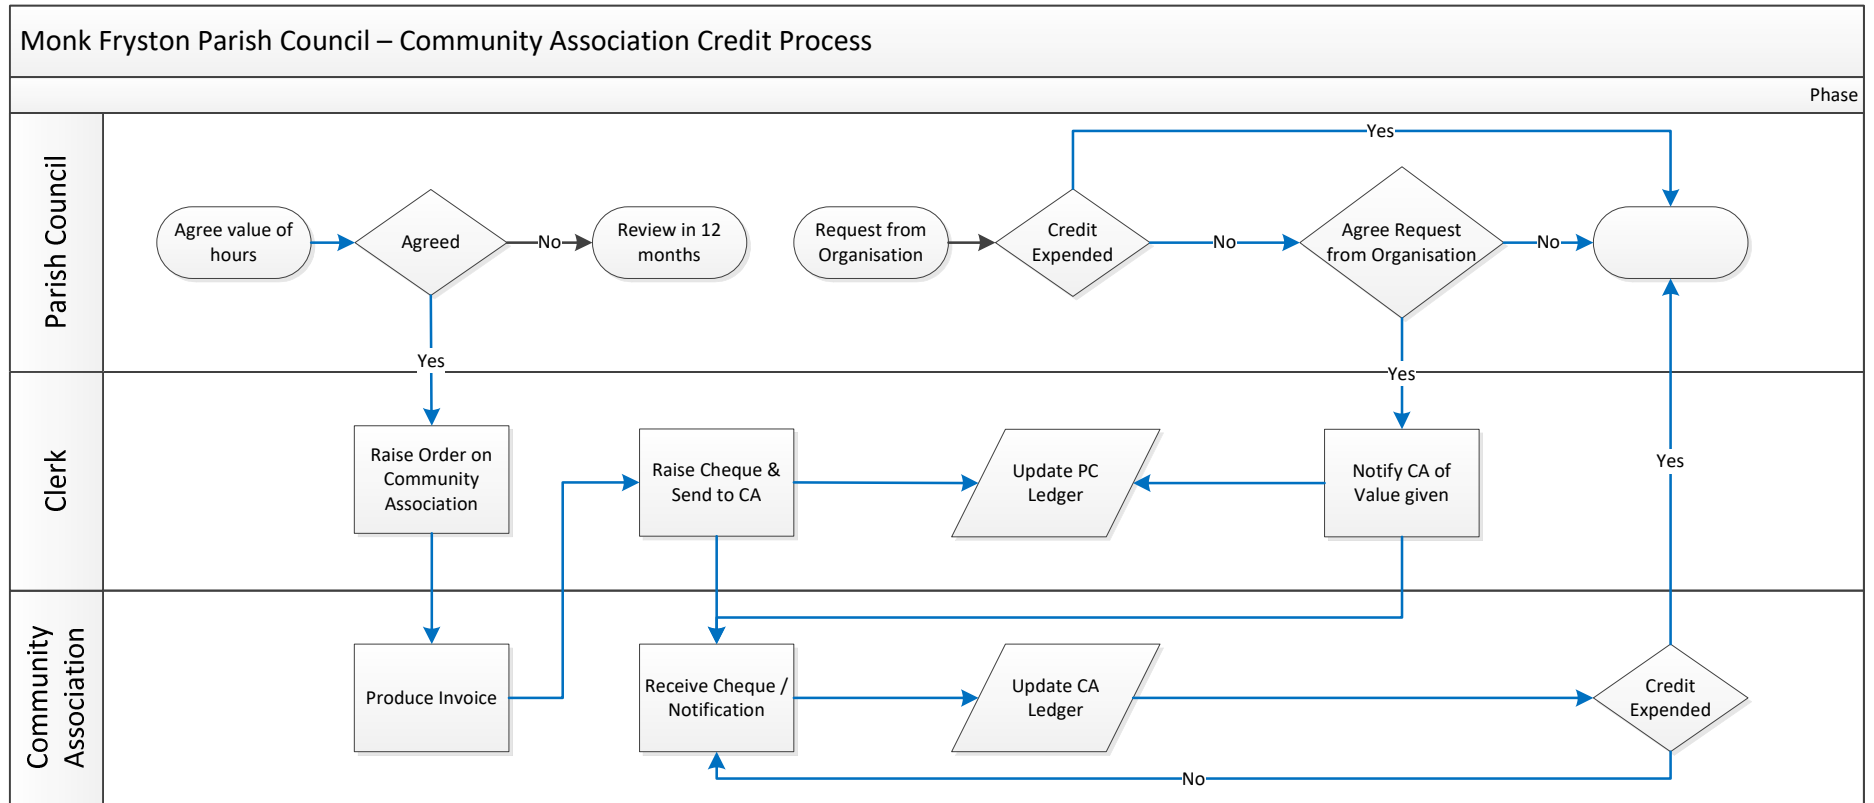 Monk Fryston Parish Council – Community Association Credit Process
Phase
Parish Council
Yes
Agree value of
hours
Agreed
No
Review in 12
months
Request from
Organisation
Credit
Expended
No
Agree Request
from Organisation
No
Yes
Yes
Clerk
Raise Order on
Community
Association
Raise Cheque &
Send to CA
Update PC
Ledger
Notify CA of
Value given
Yes
Community
Association
Produce Invoice
Receive Cheque /
Notification
Update CA
Ledger
Credit
Expended
No